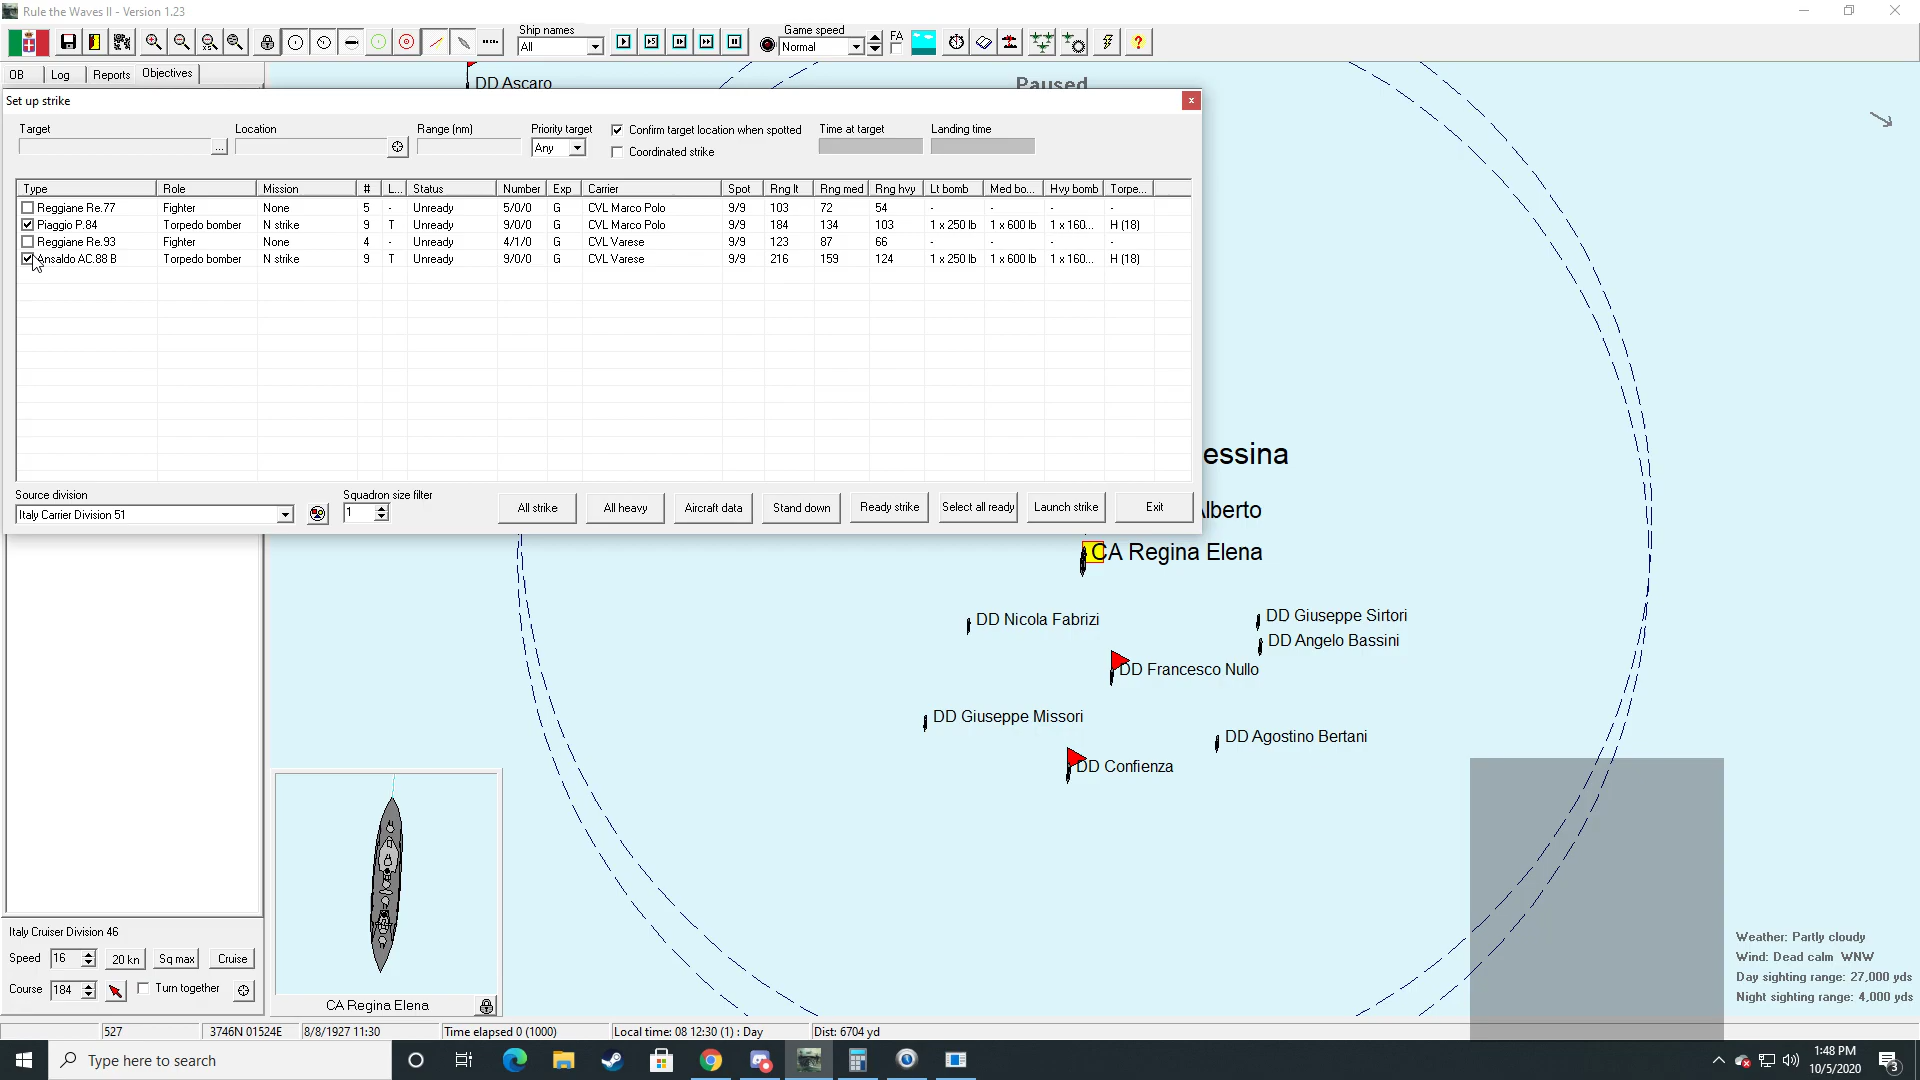 Rule the Waves II - Version 1.23
Ship names
All
Game speed
Normal
FA
OB
Log
Reports
Objectives
DD Ascaro
Paused
Set up strike
x
Target
Location
Range (nm)
Priority target
Any
Confirm target location when spotted
Coordinated strike
Time at target
Landing time
...
Type Role Mission # L... Status Number Exp Carrier Spot Rng lt Rng med Rng hvy Lt bomb Med bo... Hvy bomb Torpe...
Reggiane Re.77 Fighter None 5 - Unready 5/0/0 G CVL Marco Polo 9/9 103 72 54 - - - -
Piaggio P.84 Torpedo bomber N strike 9 T Unready 9/0/0 G CVL Marco Polo 9/9 184 134 103 1 x 250 lb 1 x 600 lb 1 x 160... H (18)
Reggiane Re.93 Fighter None 4 - Unready 4/1/0 G CVL Varese 9/9 123 87 66 - - - -
Ansaldo AC.88 B Torpedo bomber N strike 9 T Unready 9/0/0 G CVL Varese 9/9 216 159 124 1 x 250 lb 1 x 600 lb 1 x 160... H (18)
Source division
Italy Carrier Division 51
Squadron size filter
1
All strike
All heavy
Aircraft data
Stand down
Ready strike
Select all ready
Launch strike
Exit
essina
Alberto
CA Regina Elena
DD Nicola Fabrizi
DD Giuseppe Sirtori
DD Angelo Bassini
DD Francesco Nullo
DD Giuseppe Missori
DD Agostino Bertani
DD Confienza
Italy Cruiser Division 46
Speed 16 20 kn Sq max Cruise
Course 184 Turn together
CA Regina Elena
Weather: Partly cloudy
Wind: Dead calm WNW
Day sighting range: 27,000 yds
Night sighting range: 4,000 yds
527 3746N 01524E 8/8/1927 11:30 Time elapsed 0 (1000) Local time: 08 12:30 (1) : Day Dist: 6704 yd
Type here to search
1:48 PM
10/5/2020
3